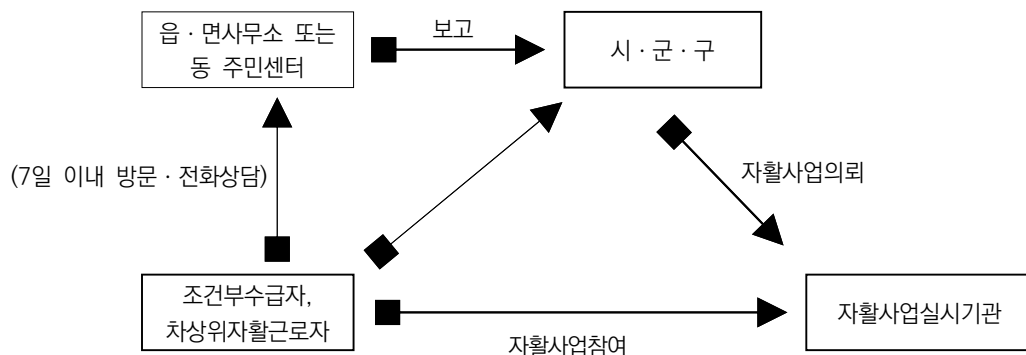 읍 · 면사무소 또는
동 주민센터
보고
시 · 군 · 구
(7일 이내 방문 · 전화상담)
자활사업의뢰
조건부수급자,
차상위자활근로자
자활사업참여
자활사업실시기관